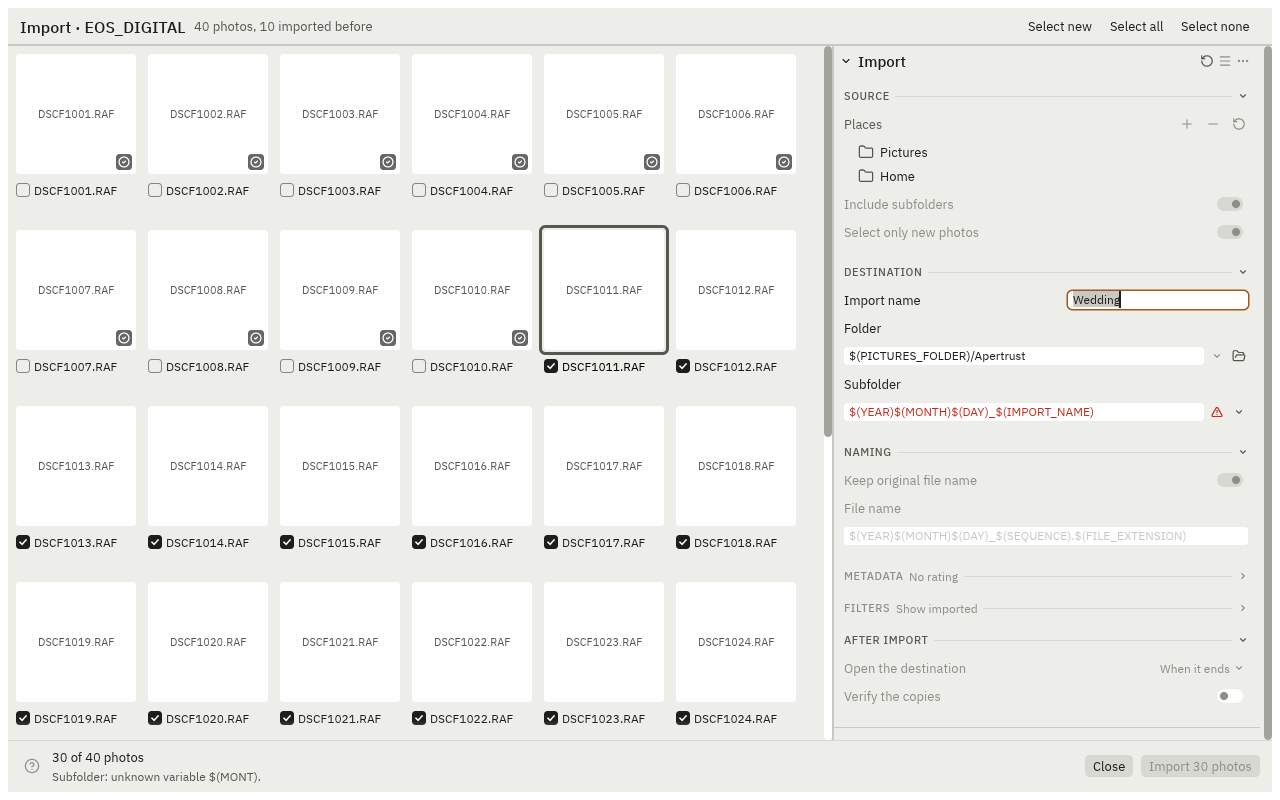 Import · EOS_DIGITAL 40 photos, 10 imported before Select new Select all Select none
DSCF1001.RAF DSCF1002.RAF DSCF1003.RAF DSCF1004.RAF DSCF1005.RAF DSCF1006.RAF
DSCF1001.RAF DSCF1002.RAF DSCF1003.RAF DSCF1004.RAF DSCF1005.RAF DSCF1006.RAF
DSCF1007.RAF DSCF1008.RAF DSCF1009.RAF DSCF1010.RAF DSCF1011.RAF DSCF1012.RAF
DSCF1007.RAF DSCF1008.RAF DSCF1009.RAF DSCF1010.RAF DSCF1011.RAF DSCF1012.RAF
DSCF1013.RAF DSCF1014.RAF DSCF1015.RAF DSCF1016.RAF DSCF1017.RAF DSCF1018.RAF
DSCF1013.RAF DSCF1014.RAF DSCF1015.RAF DSCF1016.RAF DSCF1017.RAF DSCF1018.RAF
DSCF1019.RAF DSCF1020.RAF DSCF1021.RAF DSCF1022.RAF DSCF1023.RAF DSCF1024.RAF
DSCF1019.RAF DSCF1020.RAF DSCF1021.RAF DSCF1022.RAF DSCF1023.RAF DSCF1024.RAF
Import
SOURCE
Places
Pictures
Home
Include subfolders
Select only new photos
DESTINATION
Import name Wedding
Folder
$(PICTURES_FOLDER)/Apertrust
Subfolder
$(YEAR)$(MONTH)$(DAY)_$(IMPORT_NAME)
NAMING
Keep original file name
File name
$(YEAR)$(MONTH)$(DAY)_$(SEQUENCE).$(FILE_EXTENSION)
METADATA No rating
FILTERS Show imported
AFTER IMPORT
Open the destination When it ends
Verify the copies
30 of 40 photos
Subfolder: unknown variable $(MONT).
Close Import 30 photos